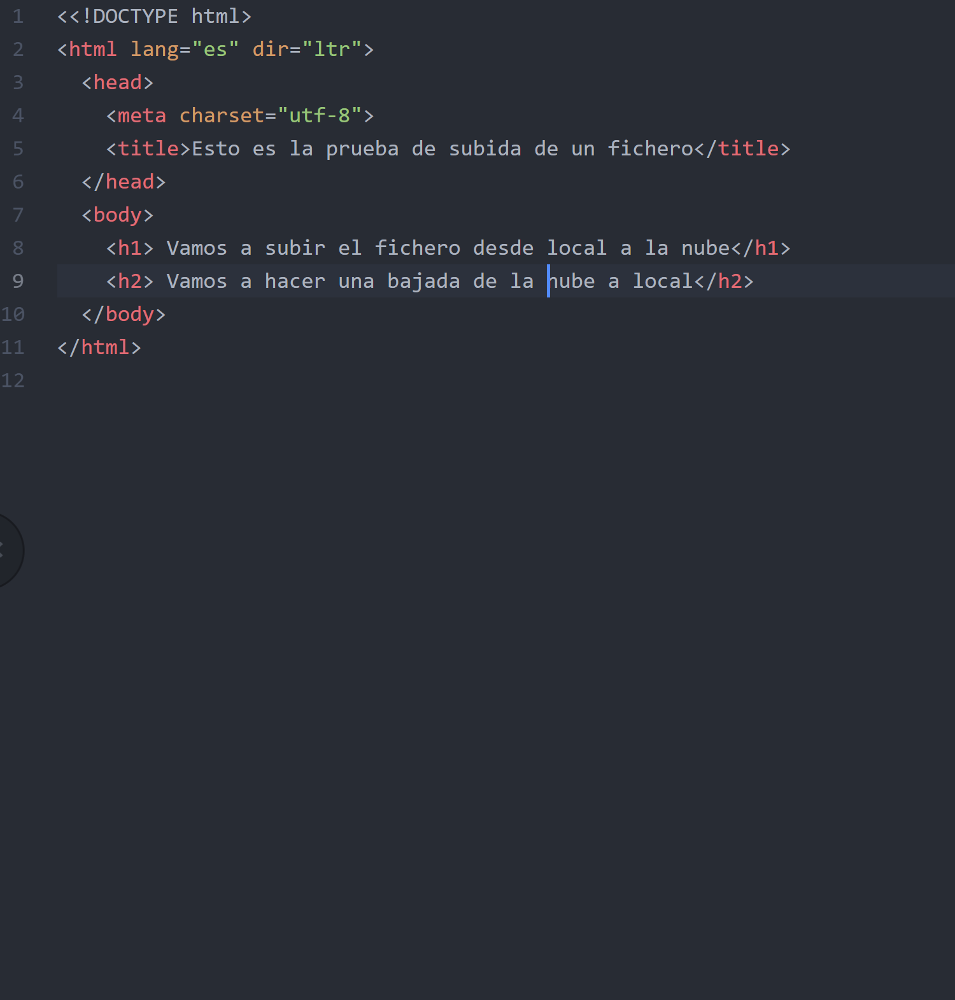 1 <<!DOCTYPE html>
2 <html lang="es" dir="ltr">
3   <head>
4     <meta charset="utf-8">
5     <title>Esto es la prueba de subida de un fichero</title>
6   </head>
7   <body>
8     <h1> Vamos a subir el fichero desde local a la nube</h1>
9     <h2> Vamos a hacer una bajada de la nube a local</h2>
10   </body>
11 </html>
12